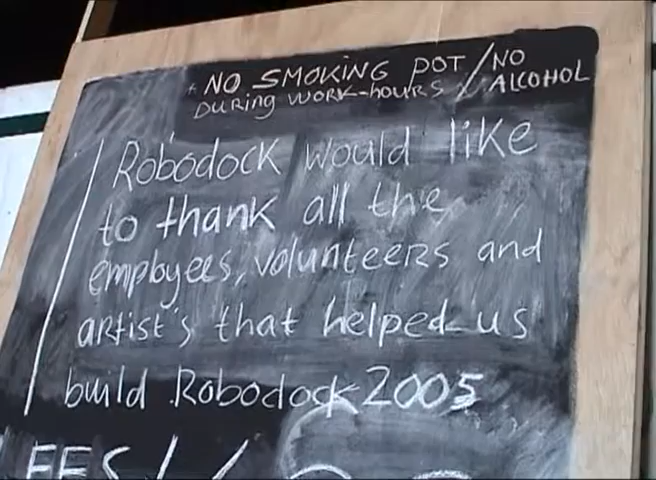 NO SMOKING POT / NO ALCOHOL
DURING WORK-HOURS
Robodock Would like
to thank all the
employees, volunteers and
artist's that helped us
build Robodock 2005